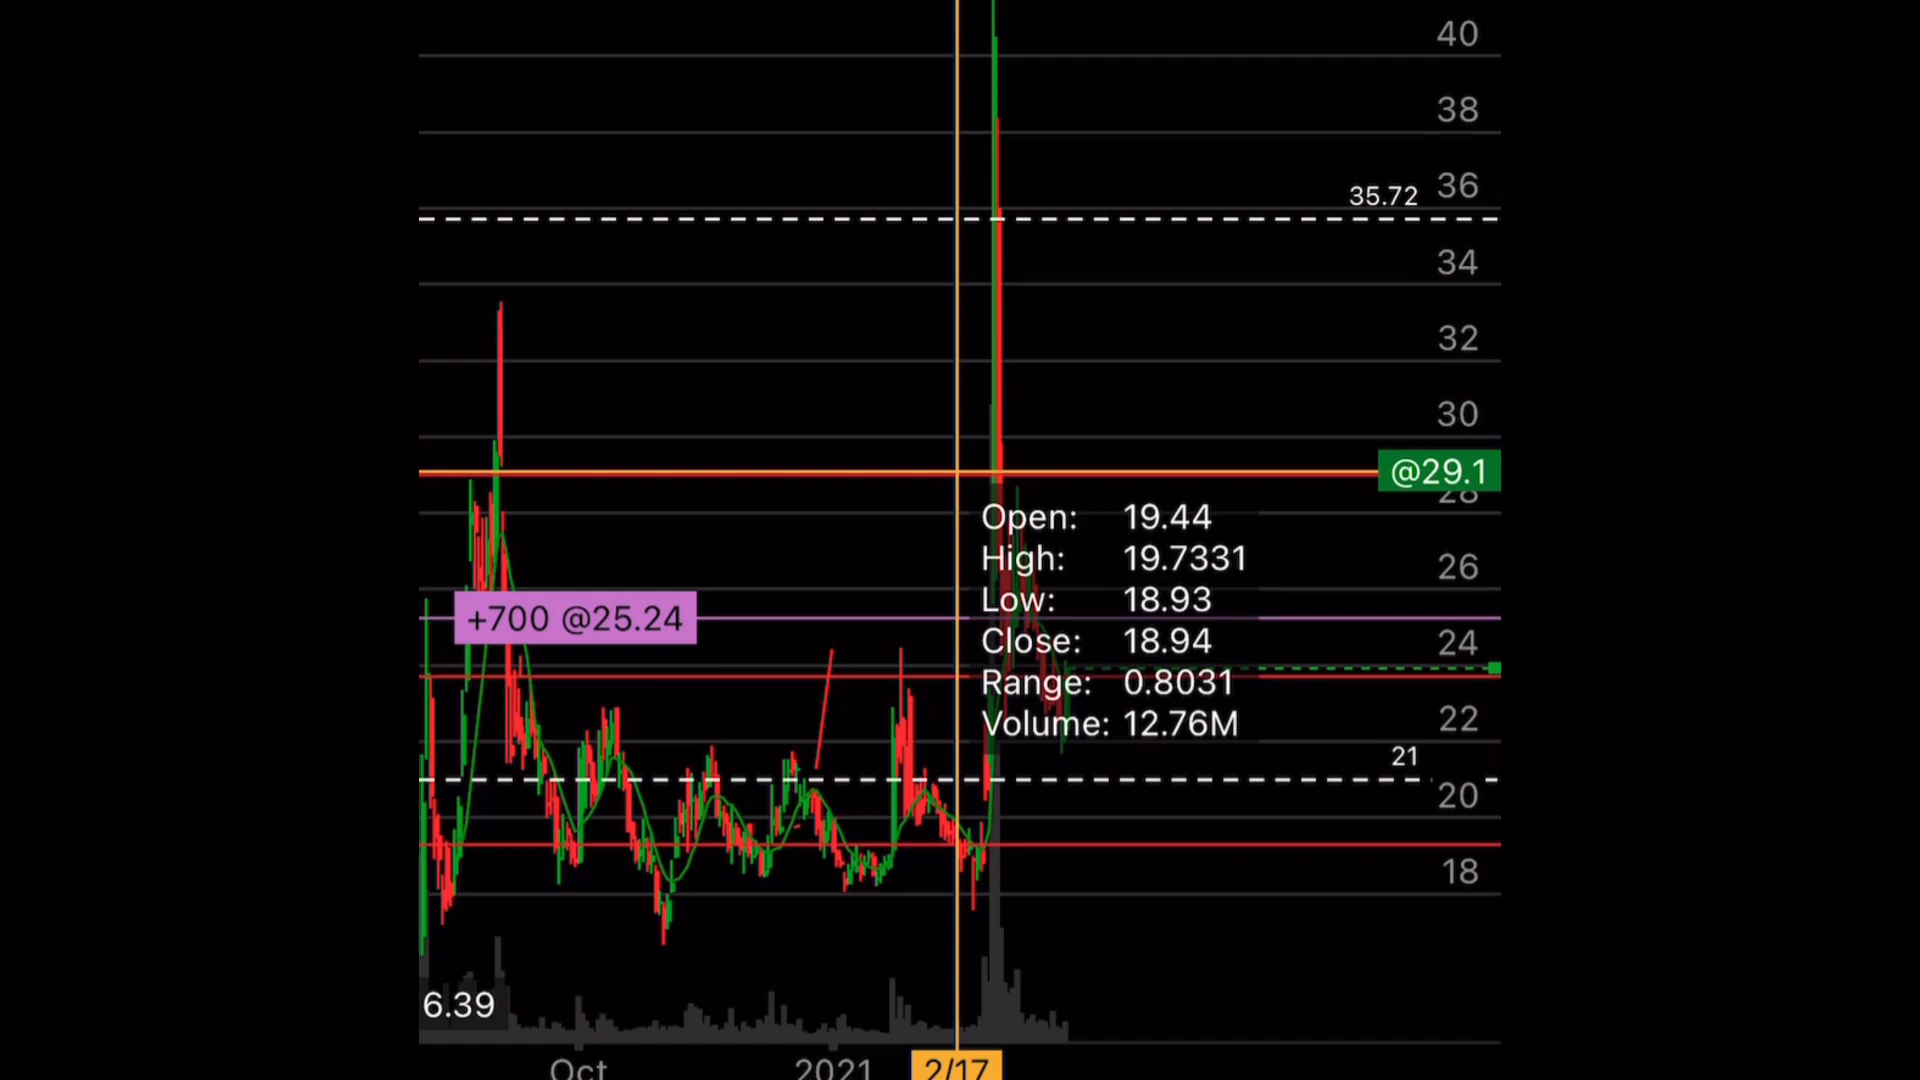 40
38
36
35.72
34
32
30
@29.1
28
Open: 19.44
High: 19.7331
26
Low: 18.93
+700 @25.24
Close: 18.94
24
Range: 0.8031
Volume: 12.76M
22
21
20
18
6.39
Oct
2021
2/17